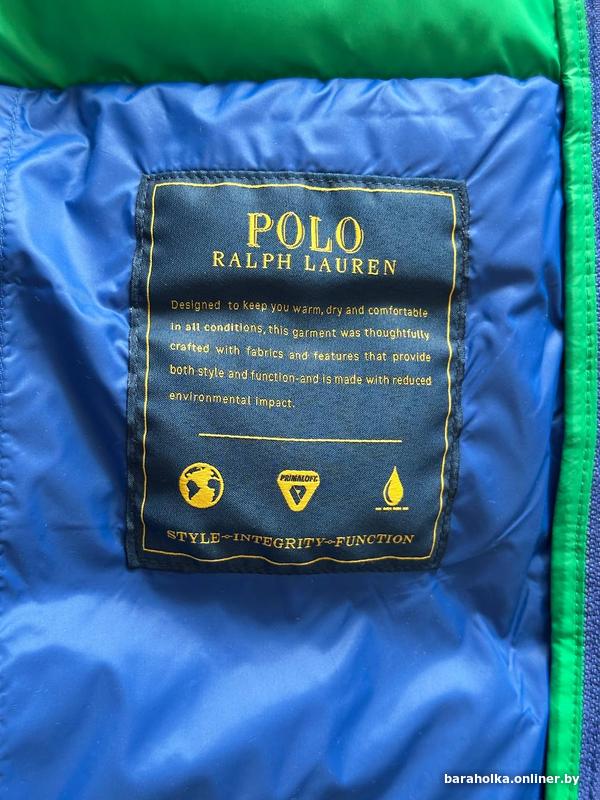 POLO
RALPH LAUREN
Designed to keep you warm, dry and comfortable
in all conditions, this garment was thoughtfully
crafted with fabrics and features that provide
both style and function-and is made with reduced
environmental impact.
PRIMALOFT
STYLE-INTEGRITY-FUNCTION
baraholka.onliner.by